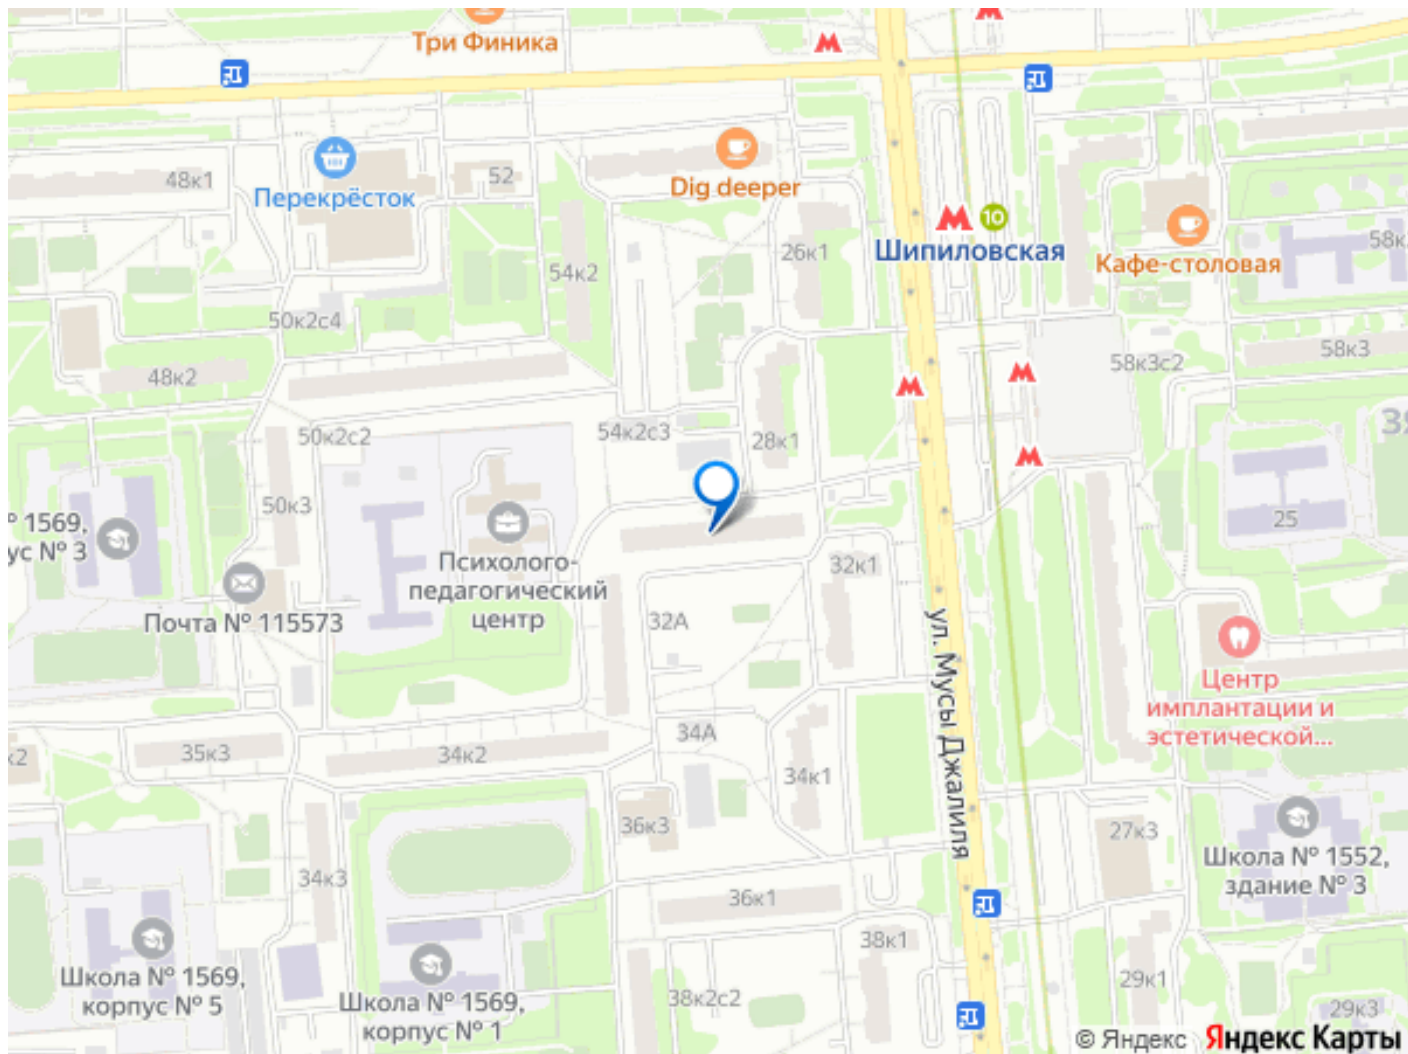 Три Финика
48к1
Перекрёсток
52
Dig deeper
10
Шипиловская
26к1
Кафе-столовая
58к
54к2
50к2с4
48к2
58к3
58к3с2
50к2с2
54к2с3
28к1
50к3
25
№ 1569,
ус № 3
Психолого-
педагогический
центр
32к1
Почта № 115573
32А
ул. Мусы Джалиля
Центр
имплантации и
эстетической...
34А
35к3
34к2
к2
34к1
36к3
27к3
Школа № 1552,
здание № 3
34к3
36к1
38к1
Школа № 1569,
корпус № 5
Школа № 1569,
корпус № 1
38к2с2
29к1
29к3
© Яндекс Яндекс Карты